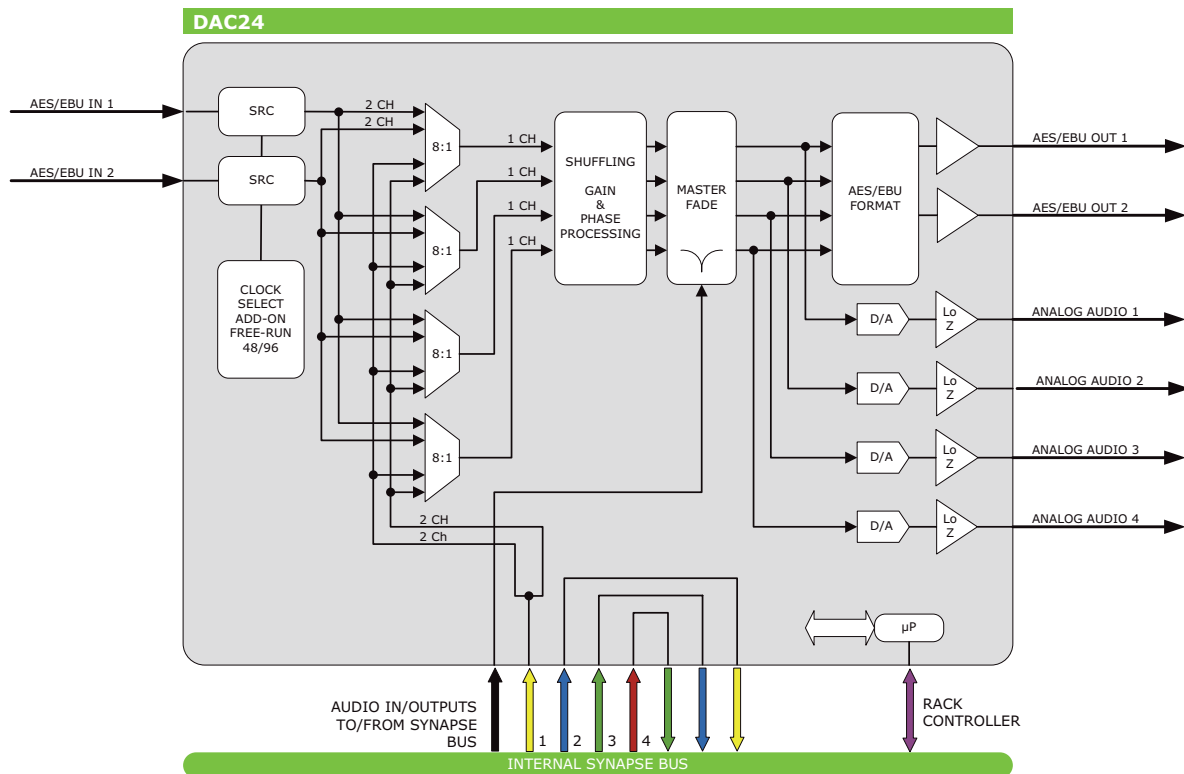 DAC24
AES/EBU IN 1
AES/EBU IN 2
SRC
SRC
CLOCK
SELECT
ADD-ON
FREE-RUN
48/96
2 CH
2 CH
8:1
8:1
8:1
8:1
1 CH
1 CH
1 CH
1 CH
SHUFFLING
GAIN
&
PHASE
PROCESSING
MASTER
FADE
AES/EBU
FORMAT
AES/EBU OUT 1
AES/EBU OUT 2
D/A
Lo
Z
ANALOG AUDIO 1
D/A
Lo
Z
ANALOG AUDIO 2
D/A
Lo
Z
ANALOG AUDIO 3
D/A
Lo
Z
ANALOG AUDIO 4
2 CH
2 Ch
µP
AUDIO IN/OUTPUTS
TO/FROM SYNAPSE
BUS
1
2
3
4
RACK
CONTROLLER
INTERNAL SYNAPSE BUS